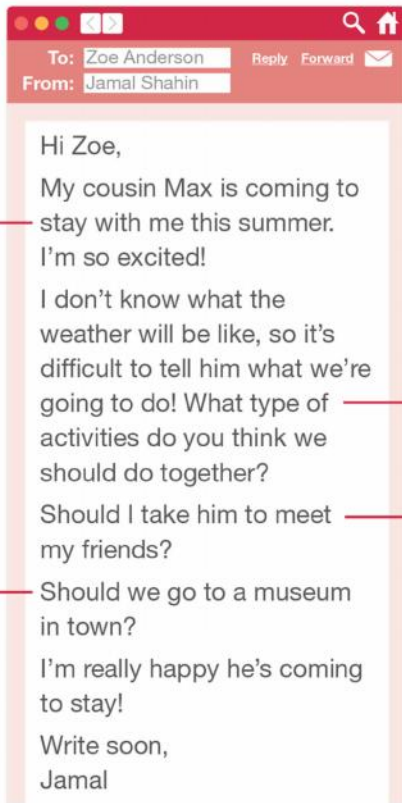 To: Zoe Anderson
Reply Forward
From: Jamal Shahin
Hi Zoe,
My cousin Max is coming to
stay with me this summer.
I'm so excited!
I don't know what the
weather will be like, so it's
difficult to tell him what we're
going to do! What type of
activities do you think we
should do together?
Should I take him to meet
my friends?
Should we go to a museum
in town?
I'm really happy he's coming
to stay!
Write soon,
Jamal